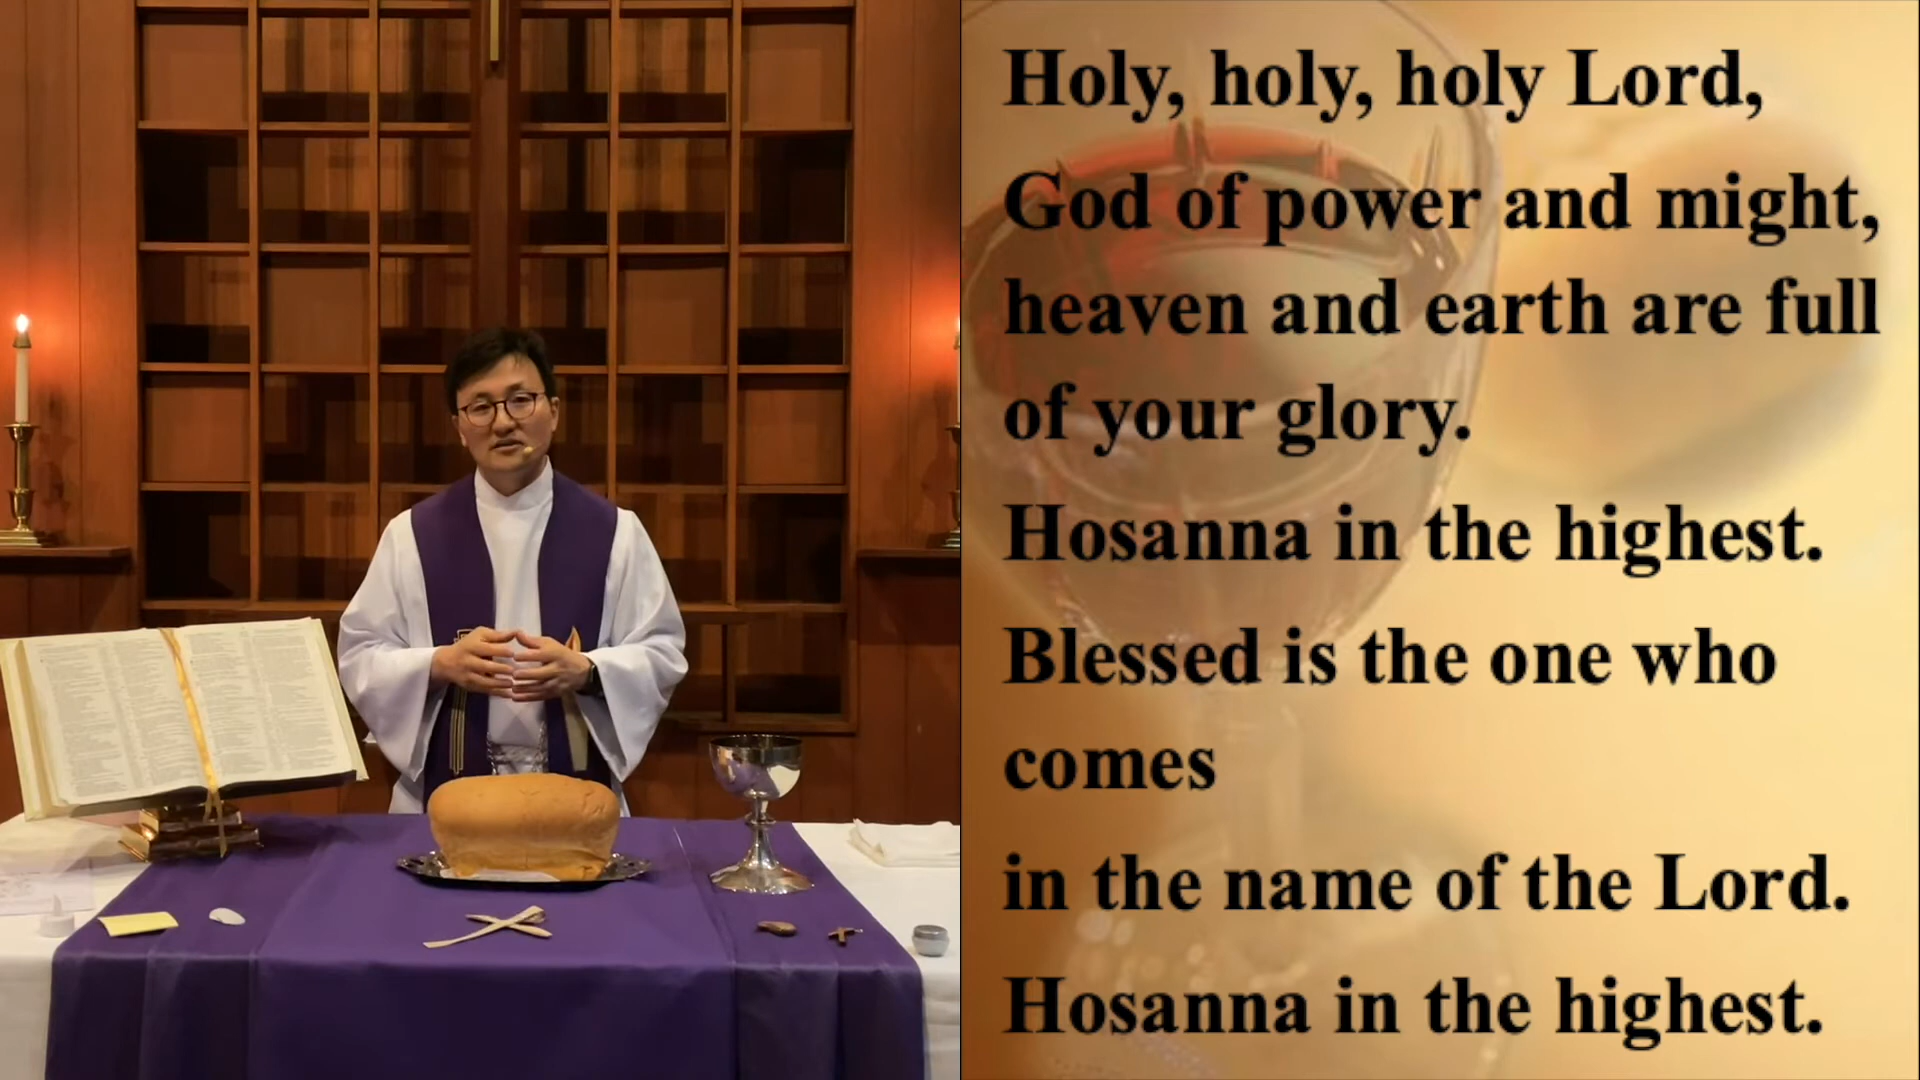 Holy, holy, holy Lord,
God of power and might,
heaven and earth are full
of your glory.
Hosanna in the highest.
Blessed is the one who
comes
in the name of the Lord.
Hosanna in the highest.